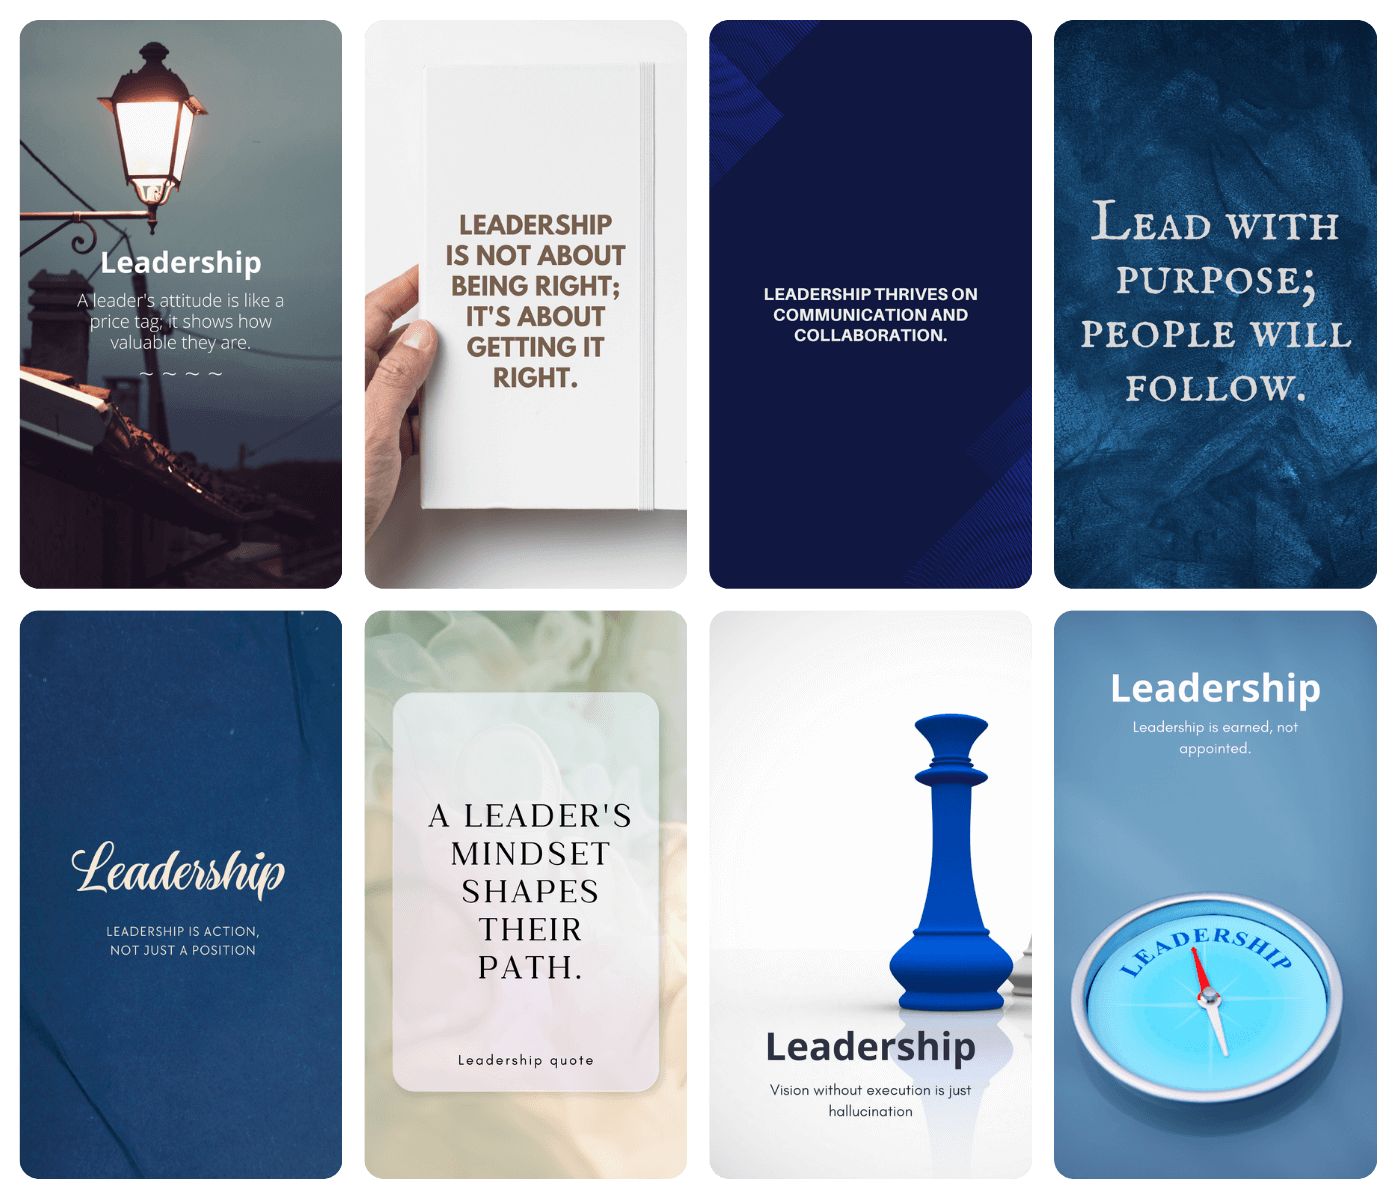 Leadership
A leader's attitude is like a
price tag; it shows how
valuable they are.
~ ~ ~ ~
LEADERSHIP
IS NOT ABOUT
BEING RIGHT;
IT'S ABOUT
GETTING IT
RIGHT.
LEADERSHIP THRIVES ON
COMMUNICATION AND
COLLABORATION.
LEAD WITH
PURPOSE;
PEOPLE WILL
FOLLOW.
Leadership
LEADERSHIP IS ACTION,
NOT JUST A POSITION
A LEADER'S
MINDSET
SHAPES
THEIR
PATH.
Leadership quote
Leadership
Vision without execution is just
hallucination
Leadership
Leadership is earned, not
appointed.
LEADERSHIP